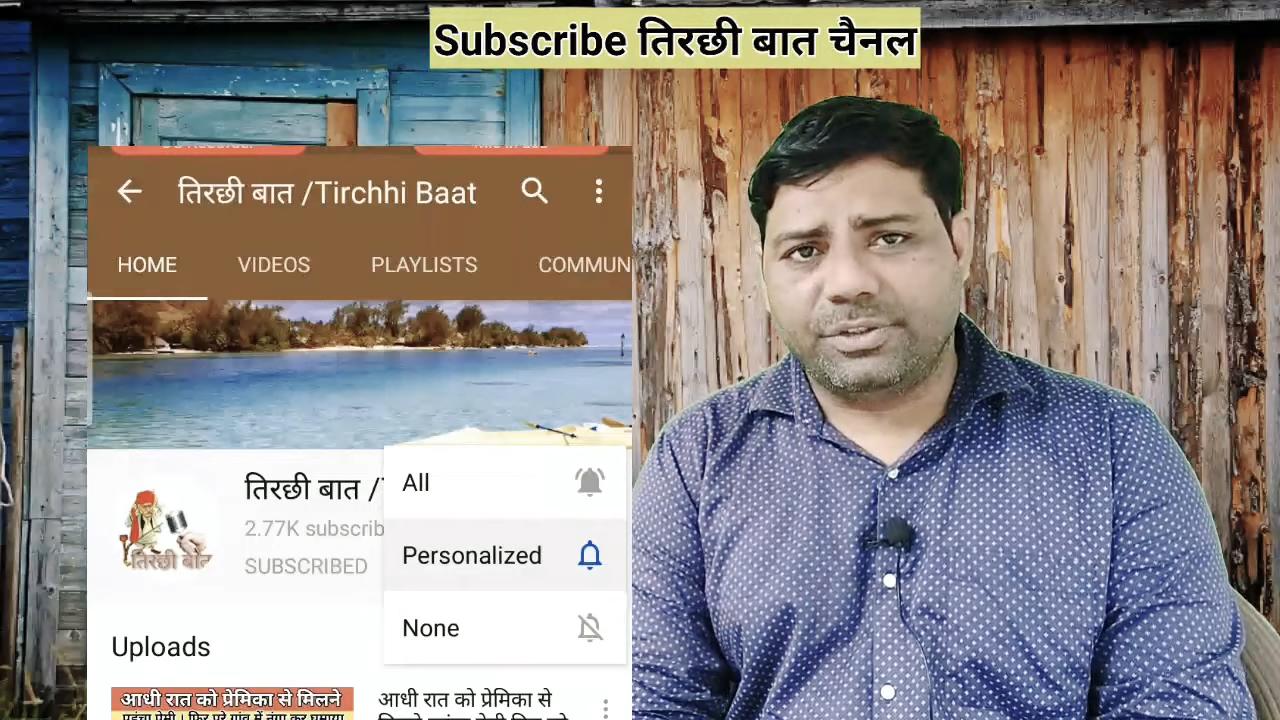 Subscribe तिरछी बात चैनल
तिरछी बात /Tirchhi Baat
HOME VIDEOS PLAYLISTS COMMUN
तिरछी बात /
2.77K subscrib
SUBSCRIBED
All
Personalized
None
तिरछी बात
Uploads
आधी रात को प्रेमिका से मिलने
आधी रात को प्रेमिका से